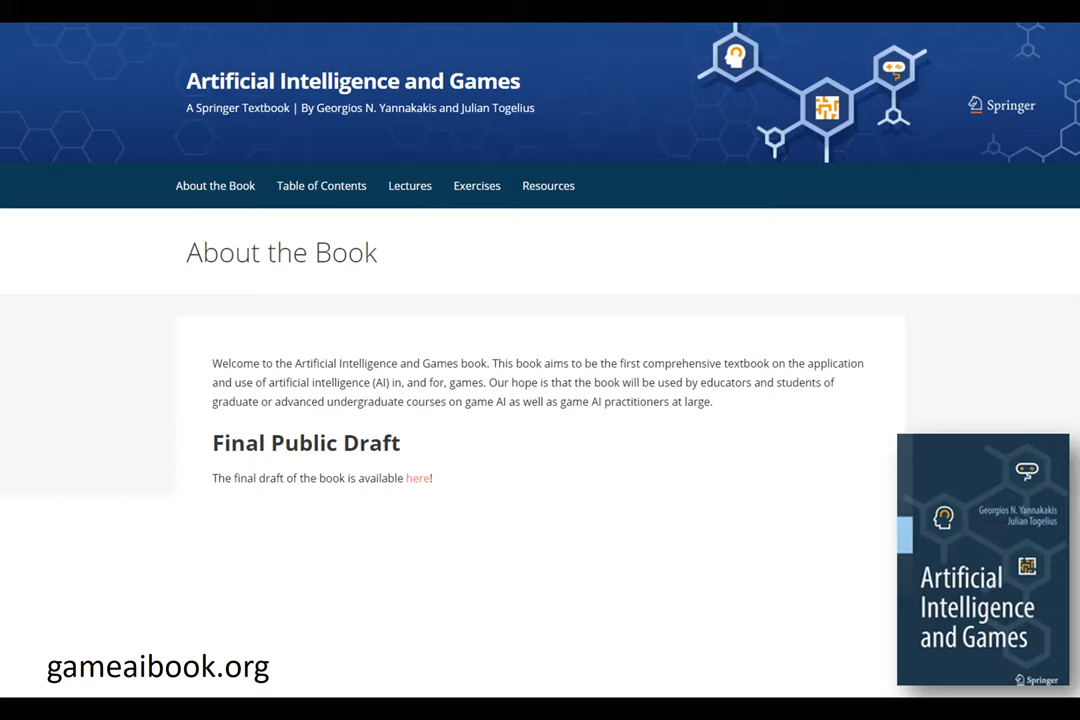 Artificial Intelligence and Games
A Springer Textbook | By Georgios N. Yannakakis and Julian Togelius
Springer
About the Book
Table of Contents
Lectures
Exercises
Resources
About the Book
Welcome to the Artificial Intelligence and Games book. This book aims to be the first comprehensive textbook on the application
and use of artificial intelligence (AI) in, and for, games. Our hope is that the book will be used by educators and students of
graduate or advanced undergraduate courses on game AI as well as game AI practitioners at large.
Final Public Draft
The final draft of the book is available here!
Georgios N. Yannakakis
Julian Togelius
Artificial
Intelligence
and Games
Springer
gameaibook.org